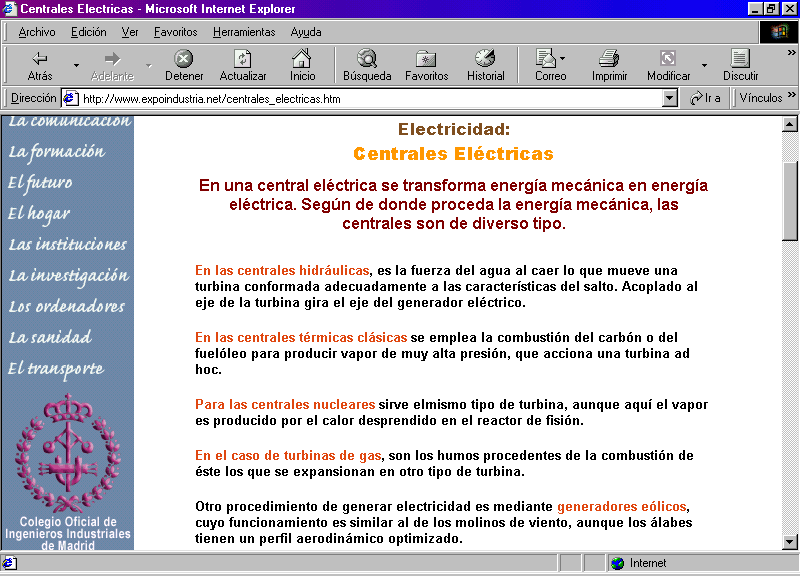 Centrales Electricas - Microsoft Internet Explorer
Archivo Edición Ver Favoritos Herramientas Ayuda
Atrás Adelante Detener Actualizar Inicio Búsqueda Favoritos Historial Correo Imprimir Modificar Discutir
Dirección http://www.expoindustria.net/centrales_electricas.htm Ir a Vínculos
La comunicación
La formación
El futuro
El hogar
Las instituciones
La investigación
Los ordenadores
La sanidad
El transporte
Colegio Oficial de
Ingenieros Industriales
de Madrid
Electricidad:
Centrales Eléctricas
En una central eléctrica se transforma energía mecánica en energía
eléctrica. Según de donde proceda la energía mecánica, las
centrales son de diverso tipo.
En las centrales hidráulicas, es la fuerza del agua al caer lo que mueve una
turbina conformada adecuadamente a las características del salto. Acoplado al
eje de la turbina gira el eje del generador eléctrico.
En las centrales térmicas clásicas se emplea la combustión del carbón o del
fuelóleo para producir vapor de muy alta presión, que acciona una turbina ad
hoc.
Para las centrales nucleares sirve elmismo tipo de turbina, aunque aquí el vapor
es producido por el calor desprendido en el reactor de fisión.
En el caso de turbinas de gas, son los humos procedentes de la combustión de
éste los que se expansionan en otro tipo de turbina.
Otro procedimiento de generar electricidad es mediante generadores eólicos,
cuyo funcionamiento es similar al de los molinos de viento, aunque los álabes
tienen un perfil aerodinámico optimizado.
Internet